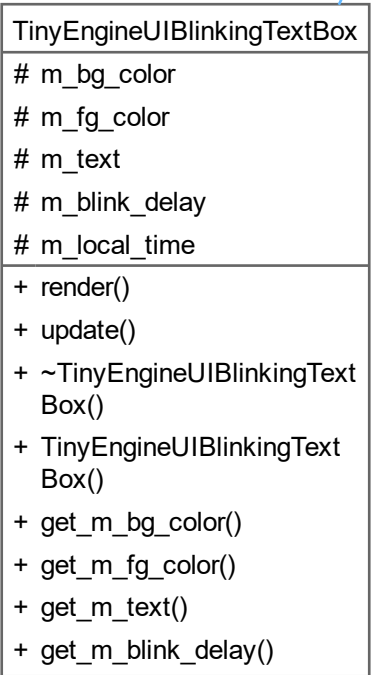 TinyEngineUIBlinkingTextBox
# m_bg_color
# m_fg_color
# m_text
# m_blink_delay
# m_local_time
+ render()
+ update()
+ ~TinyEngineUIBlinkingText
Box()
+ TinyEngineUIBlinkingText
Box()
+ get_m_bg_color()
+ get_m_fg_color()
+ get_m_text()
+ get_m_blink_delay()